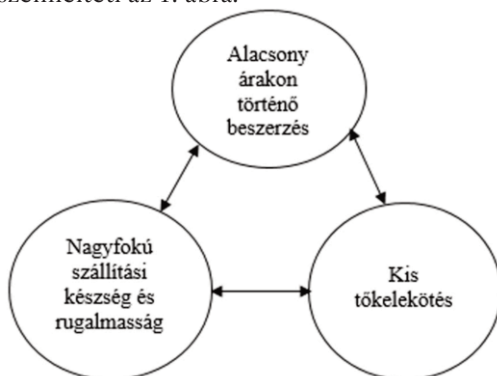 szemlélteti az 1. ábra.
Alacsony
árakon
történő
beszerzés
Nagyfokú
szállítási
készség és
rugalmasság
Kis
tőkelekötés